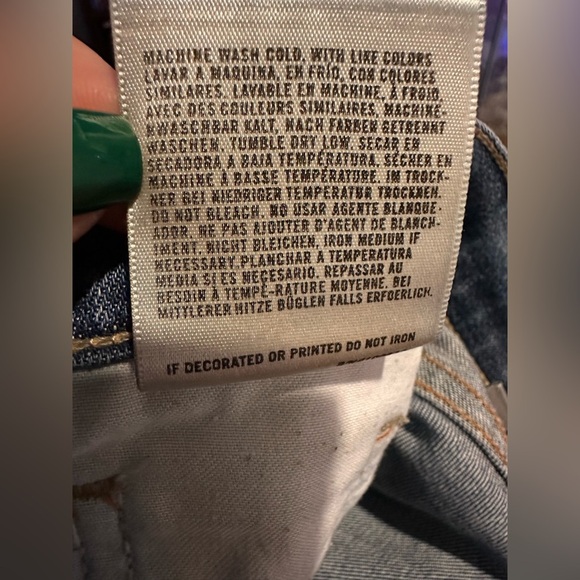 MACHINE WASH COLD, WITH LIKE COLORS
LAVAR A MAQUINA, EN FRIO, CON COLORES
SIMILARES. LAVABLE EN MACHINE, À FROID
AVEC DES COULEURS SIMILAIRES, MACHINE-
KWASCHBAR KALT, NACH FARBEN GETRENNT
WASCHEN, TUMBLE DRY LOW, SECAR EN
SECADORA A BAJA TEMPERATURA, SÉCHER EN
MACHINE À BASSE TEMPÉRATURE. IM TROCK-
NER BEI NIEDRIGER TEMPERATUR TROCKNEN.
DO NOT BLEACH. NO USAR AGENTE BLANQUE-
ADOR. NE PAS AJOUTER D'AGENT DE BLANCH-
IMENT. NICHT BLEICHEN, IRON MEDIUM IF
NECESSARY PLANCHAR A TEMPERATURA
MEDIA SI ES NECESARIO. REPASSAR AU
BESOIN À TEMPÉ-RATURE MOYENNE. BEI
MITTLERER HITZE BÜGLEN FALLS ERFOERLICH.
IF DECORATED OR PRINTED DO NOT IRON